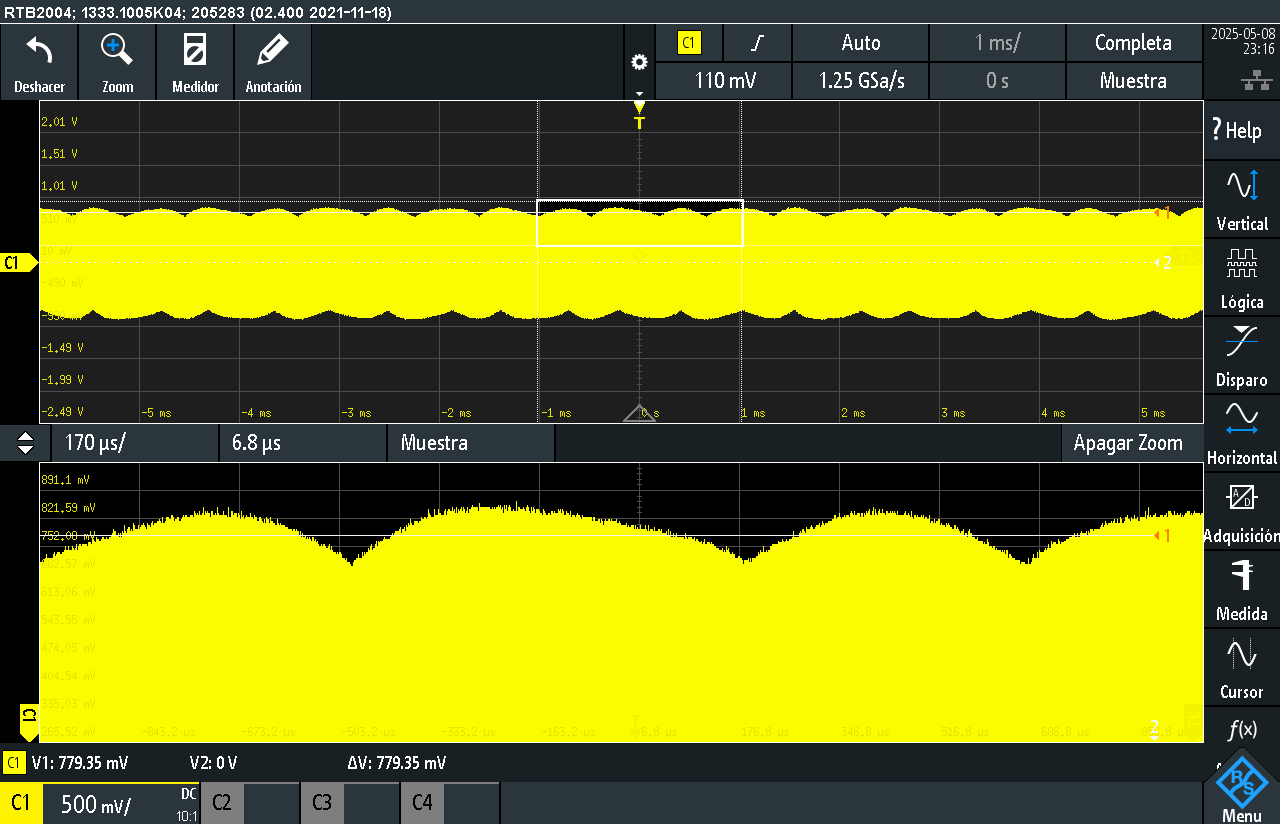 RTB2004; 1333.1005K04; 205283 (02.400 2021-11-18)
Deshacer Zoom Medidor Anotación
C1 Auto 1 ms/ Completa
110 mV 1.25 GSa/s 0 s Muestra
2025-05-08
23:16
2.01 V
1.51 V
1.01 V
510 mV
10 mV
-490 mV
-990 mV
-1.49 V
-1.99 V
-2.49 V
T
1
C1
2
TL
-5 ms -4 ms -3 ms -2 ms -1 ms 0 s 1 ms 2 ms 3 ms 4 ms 5 ms
170 µs/ 6.8 µs Muestra Apagar Zoom
891.1 mV
821.59 mV
752.08 mV
682.57 mV
613.06 mV
543.55 mV
474.05 mV
404.54 mV
335.03 mV
265.52 mV
1
C1
T
2
-843.2 µs -673.2 µs -503.2 µs -333.2 µs -163.2 µs 6.8 µs 176.8 µs 346.8 µs 516.8 µs 686.8 µs
C1 V1: 779.35 mV V2: 0 V ΔV: 779.35 mV
C1 500 mV/ DC 10:1 C2 C3 C4
? Help
Vertical
Lógica
Disparo
Horizontal
A D
Adquisición
Medida
Cursor
f(x)
R S
Menu